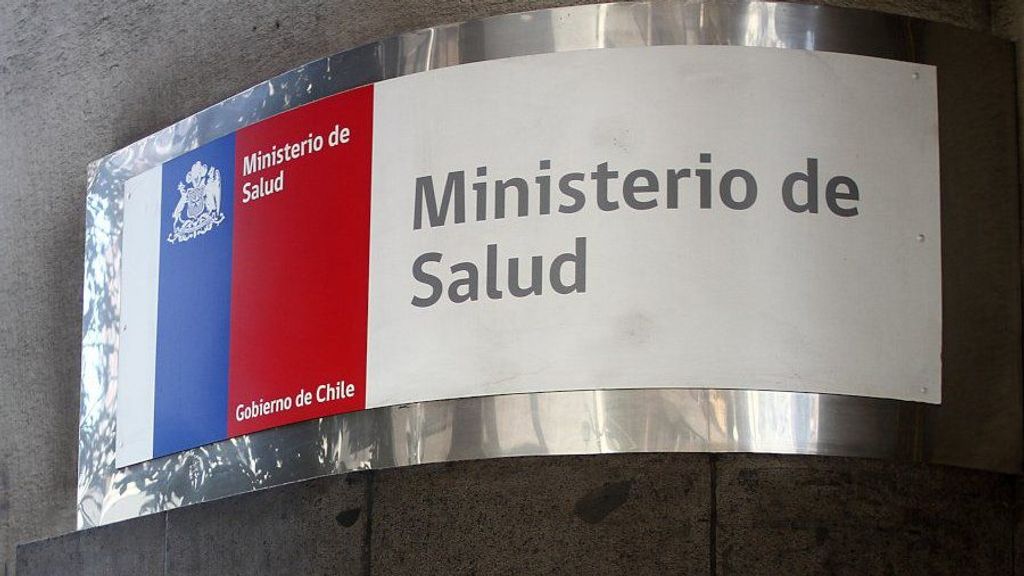 Ministerio de
Salud
Gobierno de Chile
Ministerio de
Salud